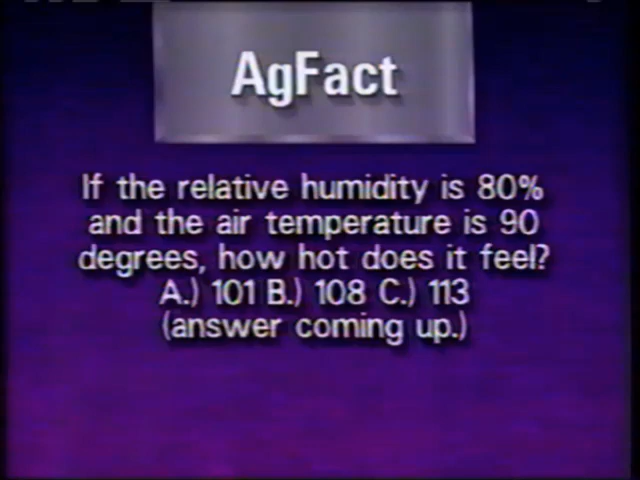 AgFact
If the relative humidity is 80%
and the air temperature is 90
degrees, how hot does it feel?
A.) 101 B.) 108 C.) 113
(answer coming up.)